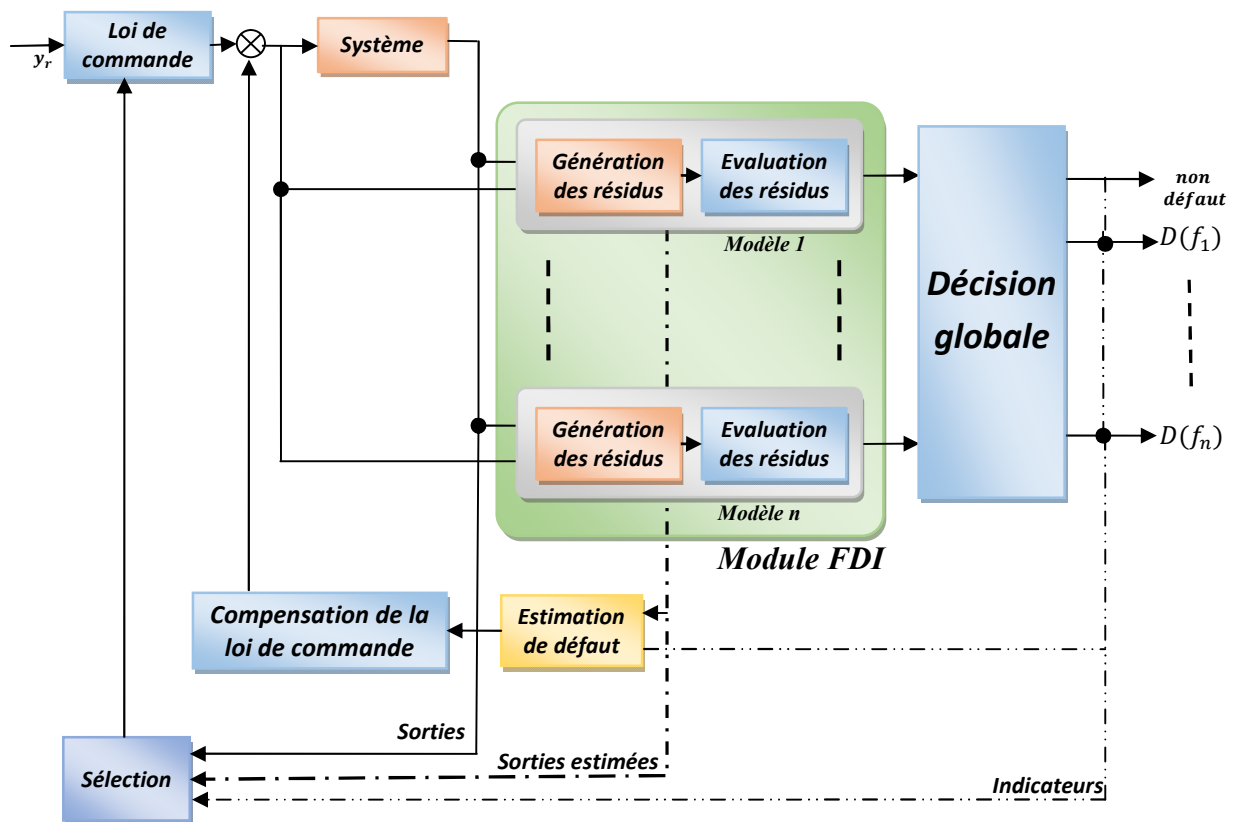 Loi de
commande
y_r
Système
Génération
des résidus
Evaluation
des résidus
Modèle 1
Décision
globale
non
défaut
D(f_1)
Génération
des résidus
Evaluation
des résidus
Modèle n
D(f_n)
Module FDI
Compensation de la
loi de commande
Estimation
de défaut
Sorties
Sorties estimées
Sélection
Indicateurs